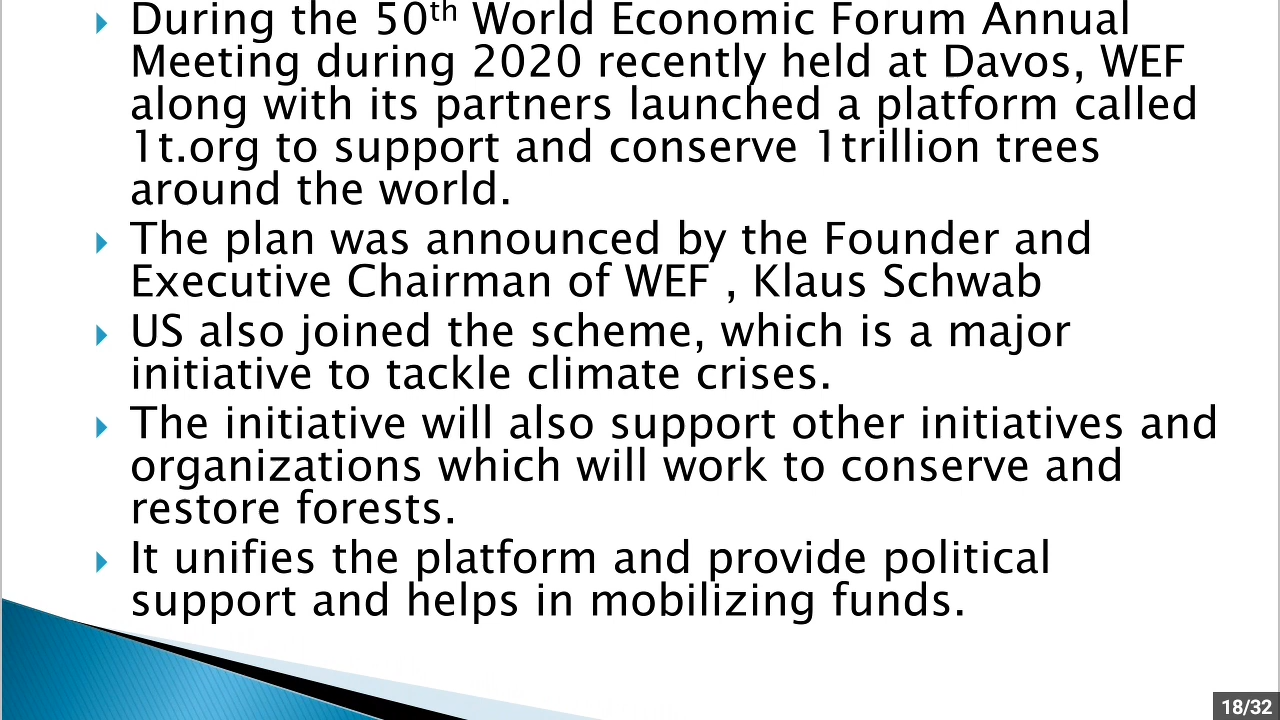 During the 50th World Economic Forum Annual
Meeting during 2020 recently held at Davos, WEF
along with its partners launched a platform called
1t.org to support and conserve 1trillion trees
around the world.
The plan was announced by the Founder and
Executive Chairman of WEF , Klaus Schwab
US also joined the scheme, which is a major
initiative to tackle climate crises.
The initiative will also support other initiatives and
organizations which will work to conserve and
restore forests.
It unifies the platform and provide political
support and helps in mobilizing funds.
18/32